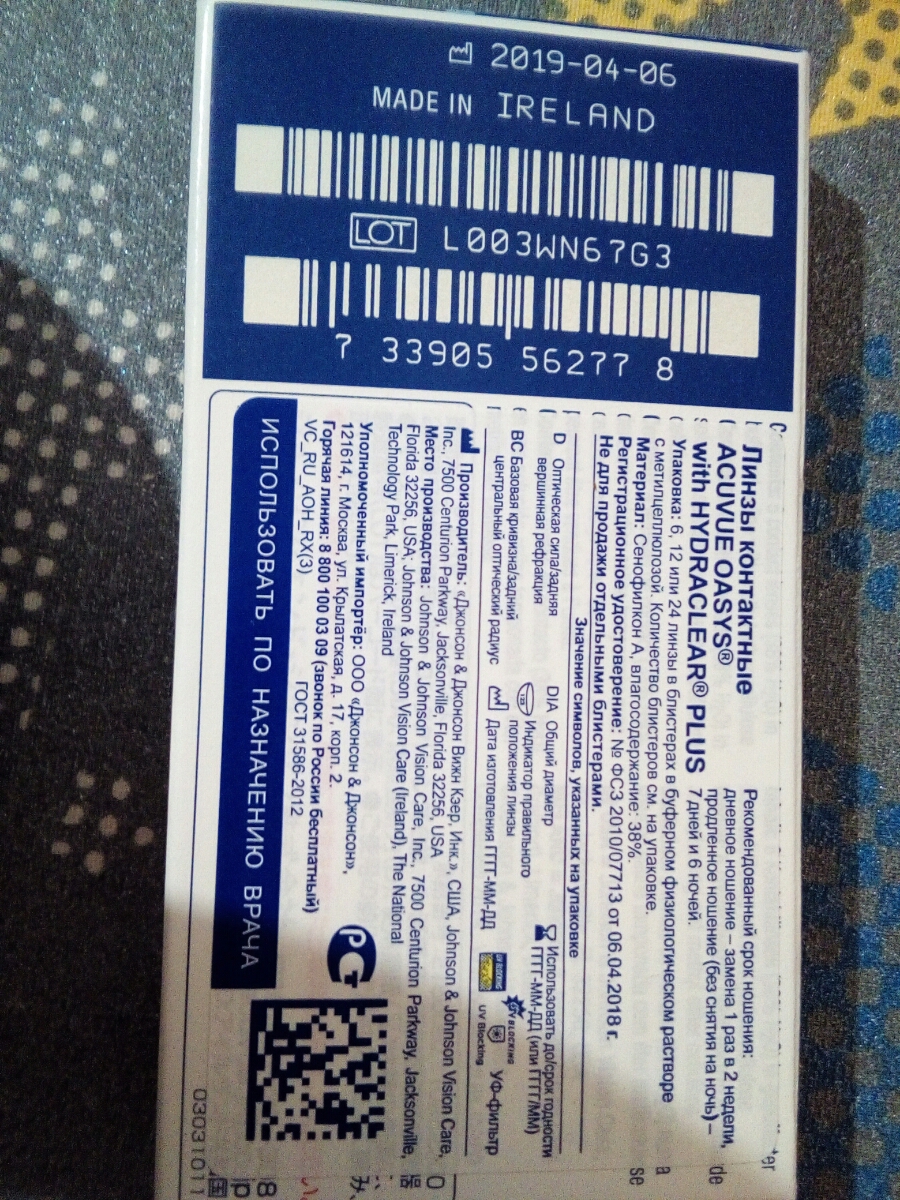 2019-04-06
MADE IN IRELAND
LOT L003WN67G3
7 33905 56277 8
Линзы контактные
ACUVUE OASYS®
with HYDRACLEAR® PLUS
Рекомендованный срок ношения:
дневное ношение – замена 1 раз в 2 недели,
продленное ношение (без снятия на ночь) –
7 дней и 6 ночей.
Упаковка: 6, 12 или 24 линзы в блистерах в буферном физиологическом растворе
с метилцеллюлозой. Количество блистеров см. на упаковке.
Материал: Сенофилкон А, влагосодержание: 38%.
Регистрационное удостоверение: № ФСЗ 2010/07713 от 06.04.2018 г.
Не для продажи отдельными блистерами.
Значение символов, указанных на упаковке
D Оптическая сила/задняя
вершинная рефракция
BC Базовая кривизна/задний
центральный оптический радиус
DIA Общий диаметр
123 Индикатор правильного
положения линзы
Дата изготовления ГГГГ-ММ-ДД
Использовать до/срок годности
ГГГГ-ММ-ДД (или ГГГГ/ММ)
UV BLOCKING
UV BLOCKING
UV Blocking
УФ-фильтр
Производитель: «Джонсон & Джонсон Вижн Кэер, Инк.», США, Johnson & Johnson Vision Care,
Inc., 7500 Centurion Parkway, Jacksonville, Florida 32256, USA
Место производства: Johnson & Johnson Vision Care, Inc., 7500 Centurion Parkway, Jacksonville,
Florida 32256, USA; Johnson & Johnson Vision Care (Ireland), The National
Technology Park, Limerick, Ireland
Уполномоченный импортёр: ООО «Джонсон & Джонсон»,
121614, г. Москва, ул. Крылатская, д. 17, корп. 2.
Горячая линия: 8 800 100 03 09 (звонок по России бесплатный)
VC_RU_AOH_RX(3)
ГОСТ 31586-2012
РСТ
ИСПОЛЬЗОВАТЬ ПО НАЗНАЧЕНИЮ ВРАЧА
03031011